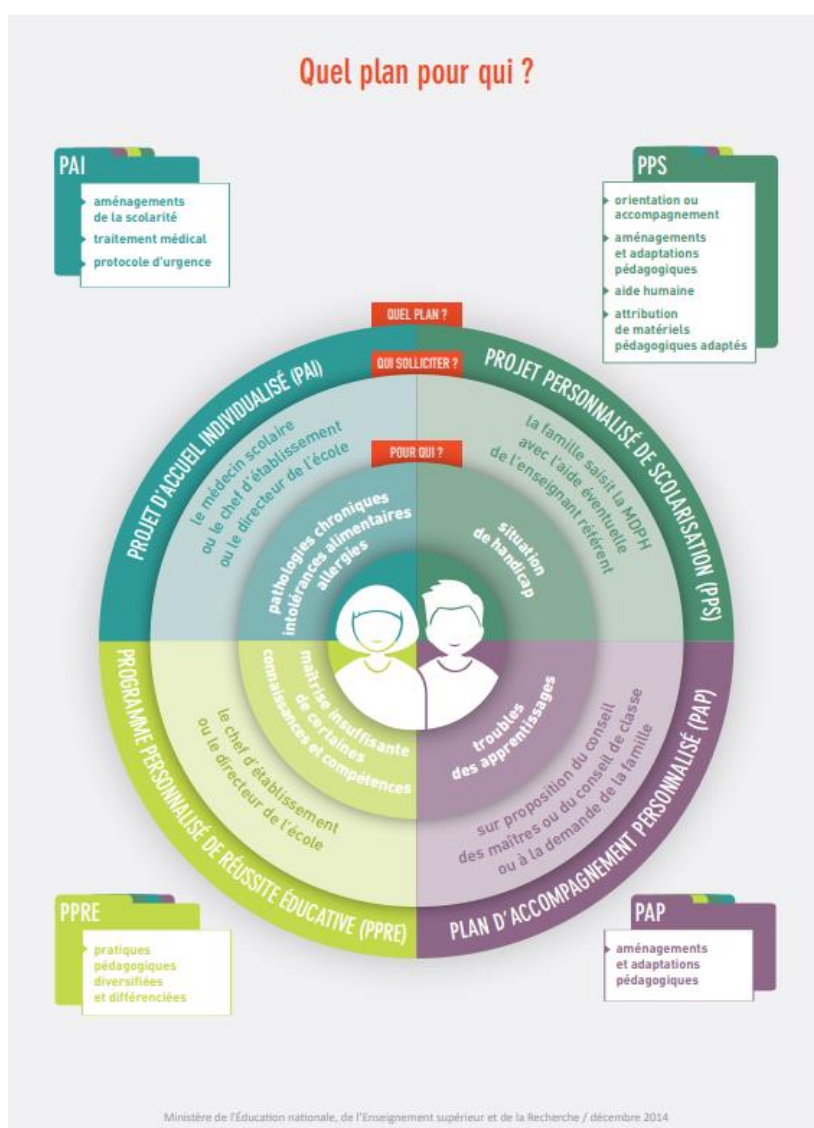 Quel plan pour qui ?
PAI
aménagements
de la scolarité
traitement médical
protocole d'urgence
PPS
orientation ou
accompagnement
aménagements
et adaptations
pédagogiques
aide humaine
attribution
de matériels
pédagogiques adaptés
QUEL PLAN ?
QUI SOLLICITER ?
POUR QUI ?
PROJET D'ACCUEIL INDIVIDUALISÉ (PAI)
le médecin scolaire
ou le chef d'établissement
ou le directeur de l'école
pathologies chroniques
intolérances alimentaires
allergies
PROJET PERSONNALISÉ DE SCOLARISATION (PPS)
la famille saisit la MDPH
avec l'aide éventuelle
de l'enseignant référent
situation
de handicap
PROGRAMME PERSONNALISÉ DE RÉUSSITE ÉDUCATIVE (PPRE)
le chef d'établissement
ou le directeur de l'école
maîtrise insuffisante
de certaines
connaissances et compétences
PLAN D'ACCOMPAGNEMENT PERSONNALISÉ (PAP)
sur proposition du conseil
des maîtres ou du conseil de classe
ou à la demande de la famille
troubles
des apprentissages
PPRE
pratiques
pédagogiques
diversifiées
et différenciées
PAP
aménagements
et adaptations
pédagogiques
Ministère de l'Éducation nationale, de l'Enseignement supérieur et de la Recherche / décembre 2014